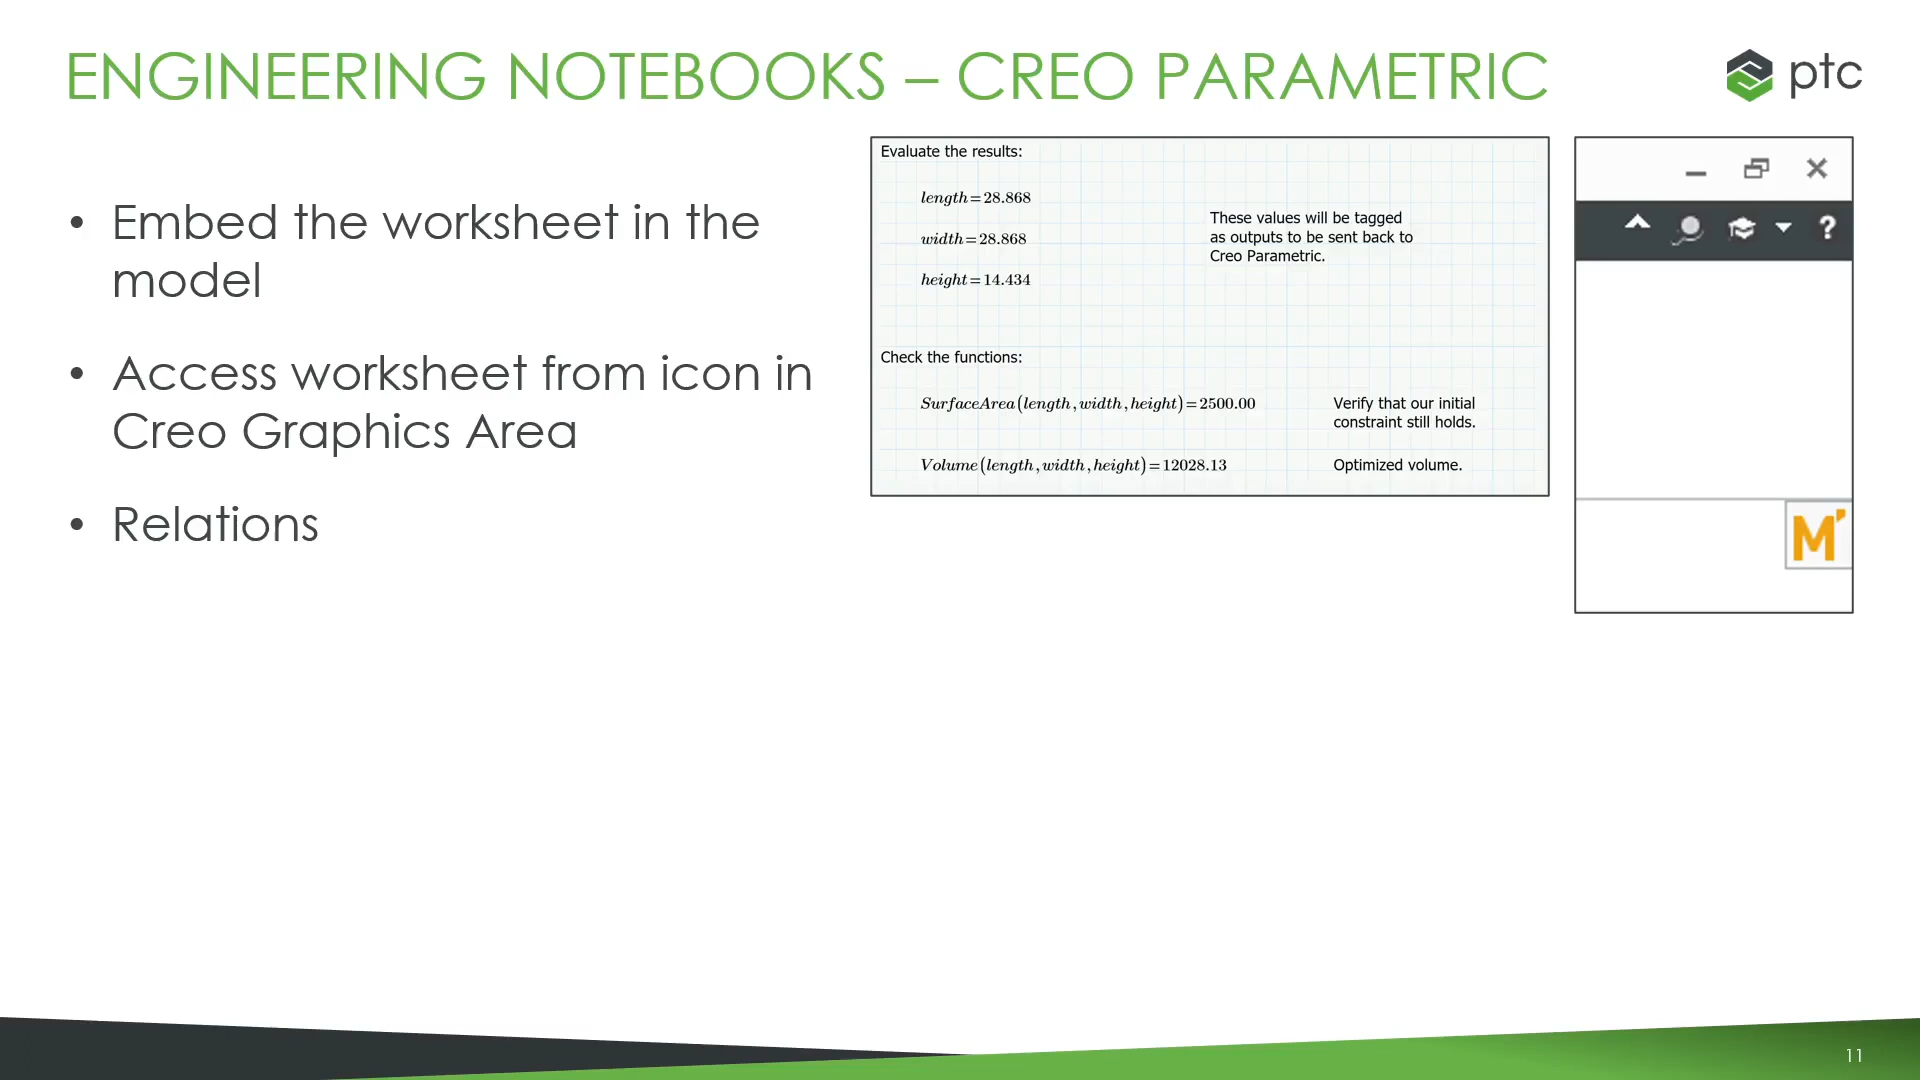 ENGINEERING NOTEBOOKS – CREO PARAMETRIC
ptc
• Embed the worksheet in the
model
• Access worksheet from icon in
Creo Graphics Area
• Relations
Evaluate the results:
length=28.868
width=28.868
height=14.434
These values will be tagged
as outputs to be sent back to
Creo Parametric.
Check the functions:
SurfaceArea(length,width,height)=2500.00
Verify that our initial
constraint still holds.
Volume(length,width,height)=12028.13
Optimized volume.
?
M'
11